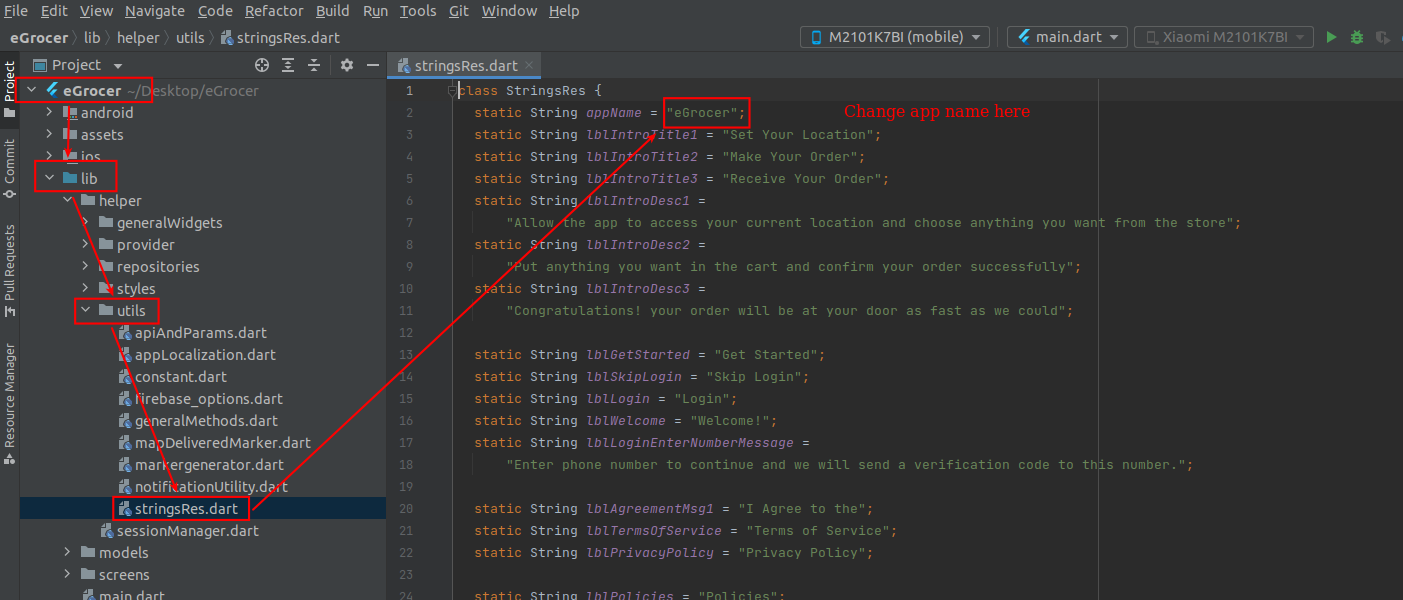 File Edit View Navigate Code Refactor Build Run Tools Git Window Help
eGrocer lib helper utils stringsRes.dart M2101K7BI (mobile) main.dart Xiaomi M2101K7BI
Project
Commit
Pull Requests
Resource Manager
Project
eGrocer ~/Desktop/eGrocer
android
assets
ios
lib
helper
generalWidgets
provider
repositories
styles
utils
apiAndParams.dart
appLocalization.dart
constant.dart
firebase_options.dart
generalMethods.dart
mapDeliveredMarker.dart
markergenerator.dart
notificationUtility.dart
stringsRes.dart
sessionManager.dart
models
screens
main.dart
stringsRes.dart
1 class StringsRes {
2 static String appName = "eGrocer"; Change app name here
3 static String lblIntroTitle1 = "Set Your Location";
4 static String lblIntroTitle2 = "Make Your Order";
5 static String lblIntroTitle3 = "Receive Your Order";
6 static String lblIntroDesc1 =
7 "Allow the app to access your current location and choose anything you want from the store";
8 static String lblIntroDesc2 =
9 "Put anything you want in the cart and confirm your order successfully";
10 static String lblIntroDesc3 =
11 "Congratulations! your order will be at your door as fast as we could";
12
13 static String lblGetStarted = "Get Started";
14 static String lblSkipLogin = "Skip Login";
15 static String lblLogin = "Login";
16 static String lblWelcome = "Welcome!";
17 static String lblLoginEnterNumberMessage =
18 "Enter phone number to continue and we will send a verification code to this number.";
19
20 static String lblAgreementMsg1 = "I Agree to the";
21 static String lblTermsOfService = "Terms of Service";
22 static String lblPrivacyPolicy = "Privacy Policy";
23
24 static String lblPolicies = "Policies";